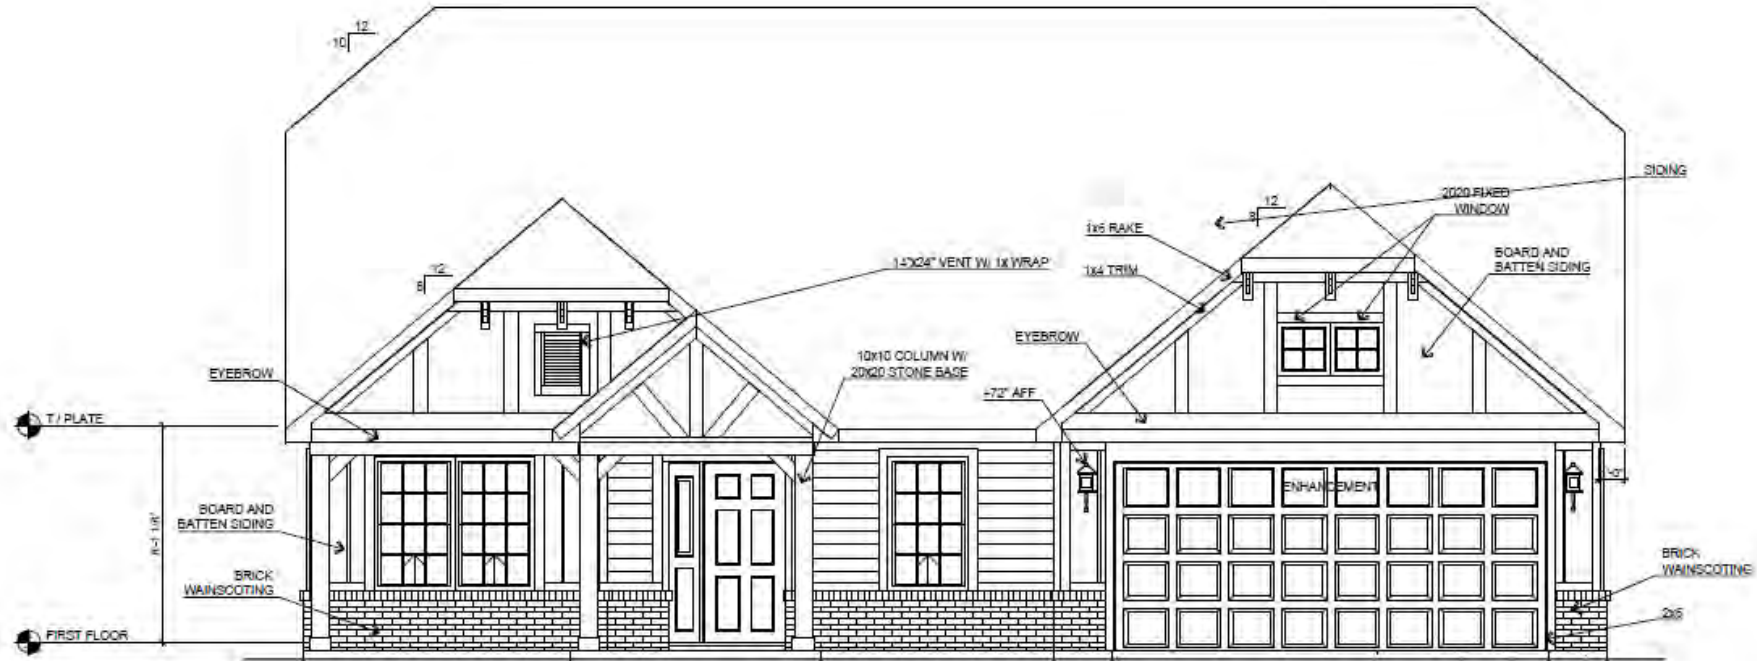 12
10
SIDING
2020 FIXED
WINDOW
12
8
1x6 RAKE
BOARD AND
BATTEN SIDING
14"x24" VENT W/ 1X WRAP
1x4 TRIM
12
8
EYEBROW
10x10 COLUMN W/
20x20 STONE BASE
EYEBROW
+72" AFF
T / PLATE
ENHANCEMENT
BOARD AND
BATTEN SIDING
BRICK
WAINSCOTING
BRICK
WAINSCOTING
2x6
FIRST FLOOR